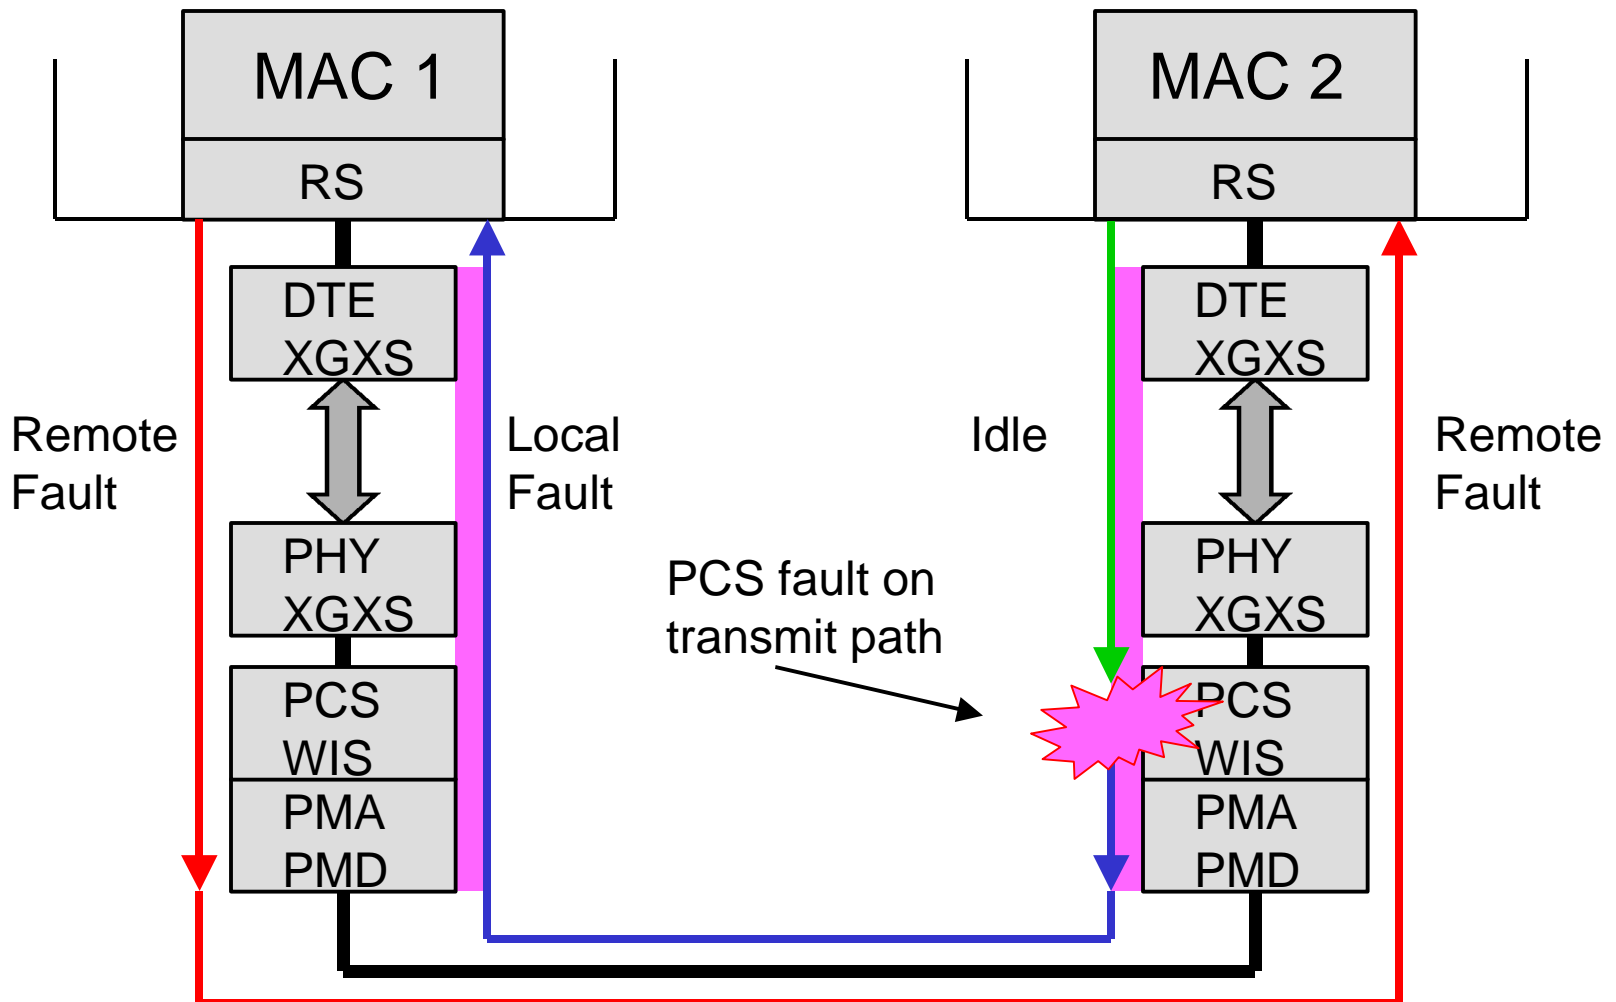 MAC 1
RS
DTE
XGXS
Remote
Fault
Local
Fault
PHY
XGXS
PCS
WIS
PMA
PMD
PCS fault on
transmit path
MAC 2
RS
DTE
XGXS
Idle
Remote
Fault
PHY
XGXS
PCS
WIS
PMA
PMD